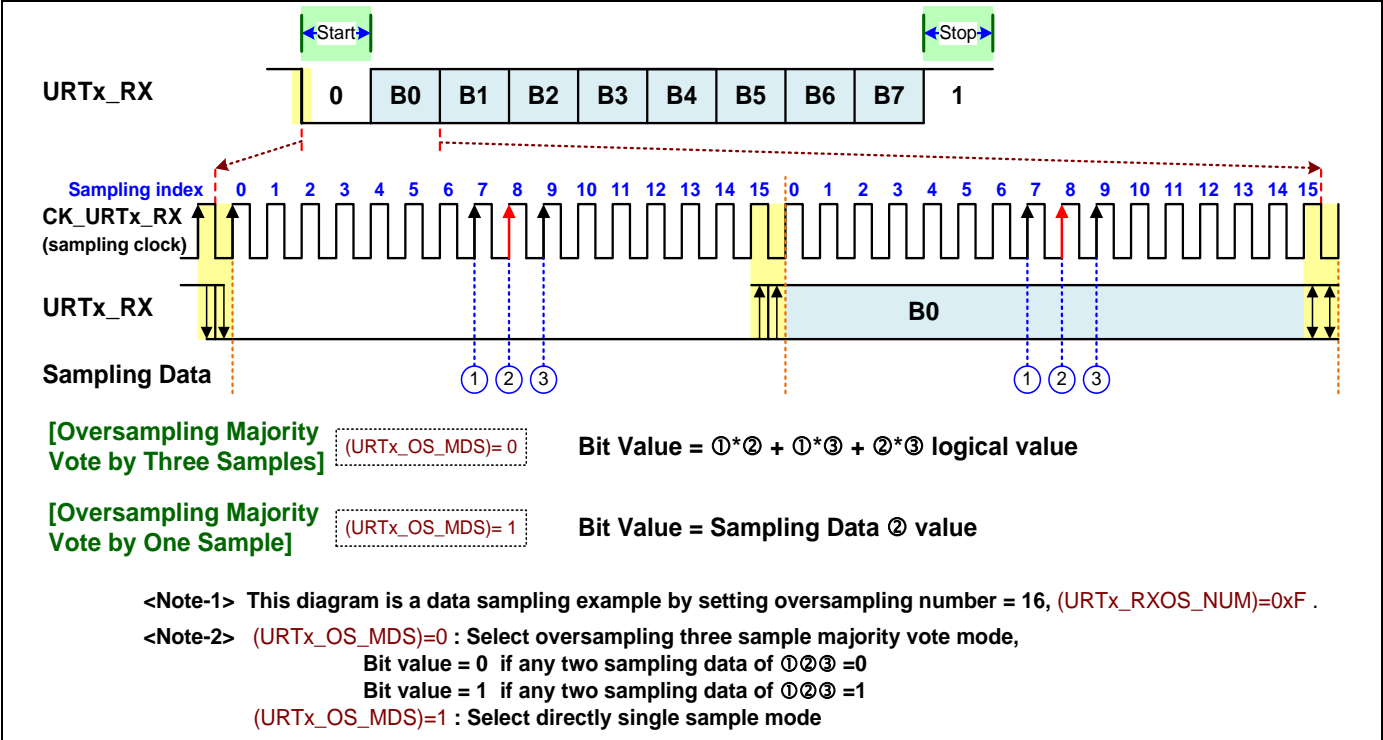 Start Stop
URTx_RX 0 B0 B1 B2 B3 B4 B5 B6 B7 1
Sampling index 0 1 2 3 4 5 6 7 8 9 10 11 12 13 14 15 0 1 2 3 4 5 6 7 8 9 10 11 12 13 14 15
CK_URTx_RX
(sampling clock)
URTx_RX B0
Sampling Data 1 2 3 1 2 3
[Oversampling Majority
Vote by Three Samples] (URTx_OS_MDS)= 0 Bit Value = ①*② + ①*③ + ②*③ logical value
[Oversampling Majority
Vote by One Sample] (URTx_OS_MDS)= 1 Bit Value = Sampling Data ② value
<Note-1> This diagram is a data sampling example by setting oversampling number = 16, (URTx_RXOS_NUM)=0xF .
<Note-2> (URTx_OS_MDS)=0 : Select oversampling three sample majority vote mode,
Bit value = 0 if any two sampling data of ①②③ =0
Bit value = 1 if any two sampling data of ①②③ =1
(URTx_OS_MDS)=1 : Select directly single sample mode